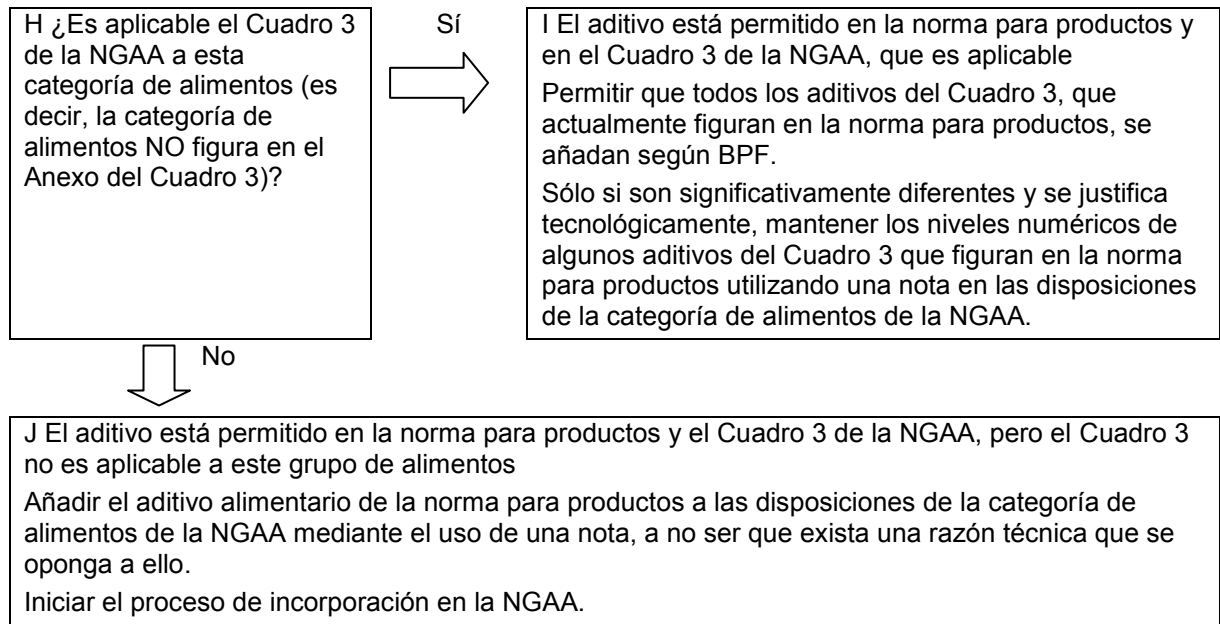 H ¿Es aplicable el Cuadro 3
de la NGAA a esta
categoría de alimentos (es
decir, la categoría de
alimentos NO figura en el
Anexo del Cuadro 3)?
Sí
I El aditivo está permitido en la norma para productos y
en el Cuadro 3 de la NGAA, que es aplicable
Permitir que todos los aditivos del Cuadro 3, que
actualmente figuran en la norma para productos, se
añadan según BPF.
Sólo si son significativamente diferentes y se justifica
tecnológicamente, mantener los niveles numéricos de
algunos aditivos del Cuadro 3 que figuran en la norma
para productos utilizando una nota en las disposiciones
de la categoría de alimentos de la NGAA.
No
J El aditivo está permitido en la norma para productos y el Cuadro 3 de la NGAA, pero el Cuadro 3
no es aplicable a este grupo de alimentos
Añadir el aditivo alimentario de la norma para productos a las disposiciones de la categoría de
alimentos de la NGAA mediante el uso de una nota, a no ser que exista una razón técnica que se
oponga a ello.
Iniciar el proceso de incorporación en la NGAA.